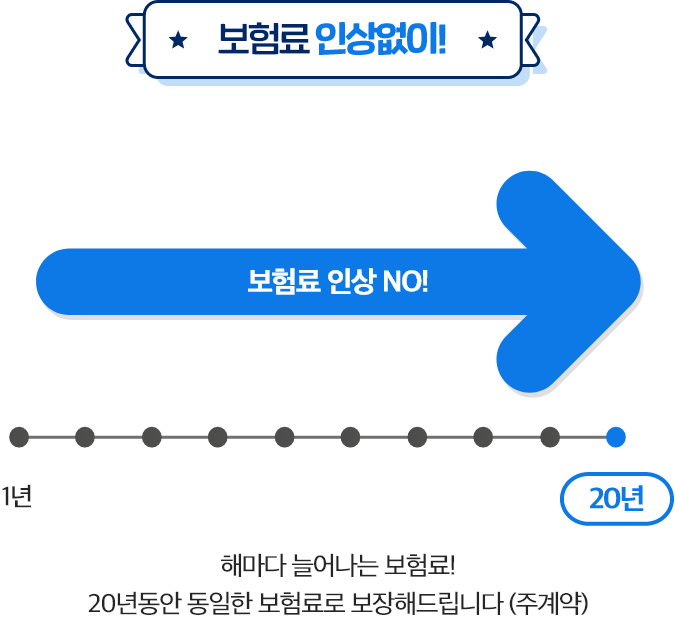 보험료 인상없이!
보험료 인상 NO!
1년
20년
해마다 늘어나는 보험료!
20년동안 동일한 보험료로 보장해드립니다 (주계약)